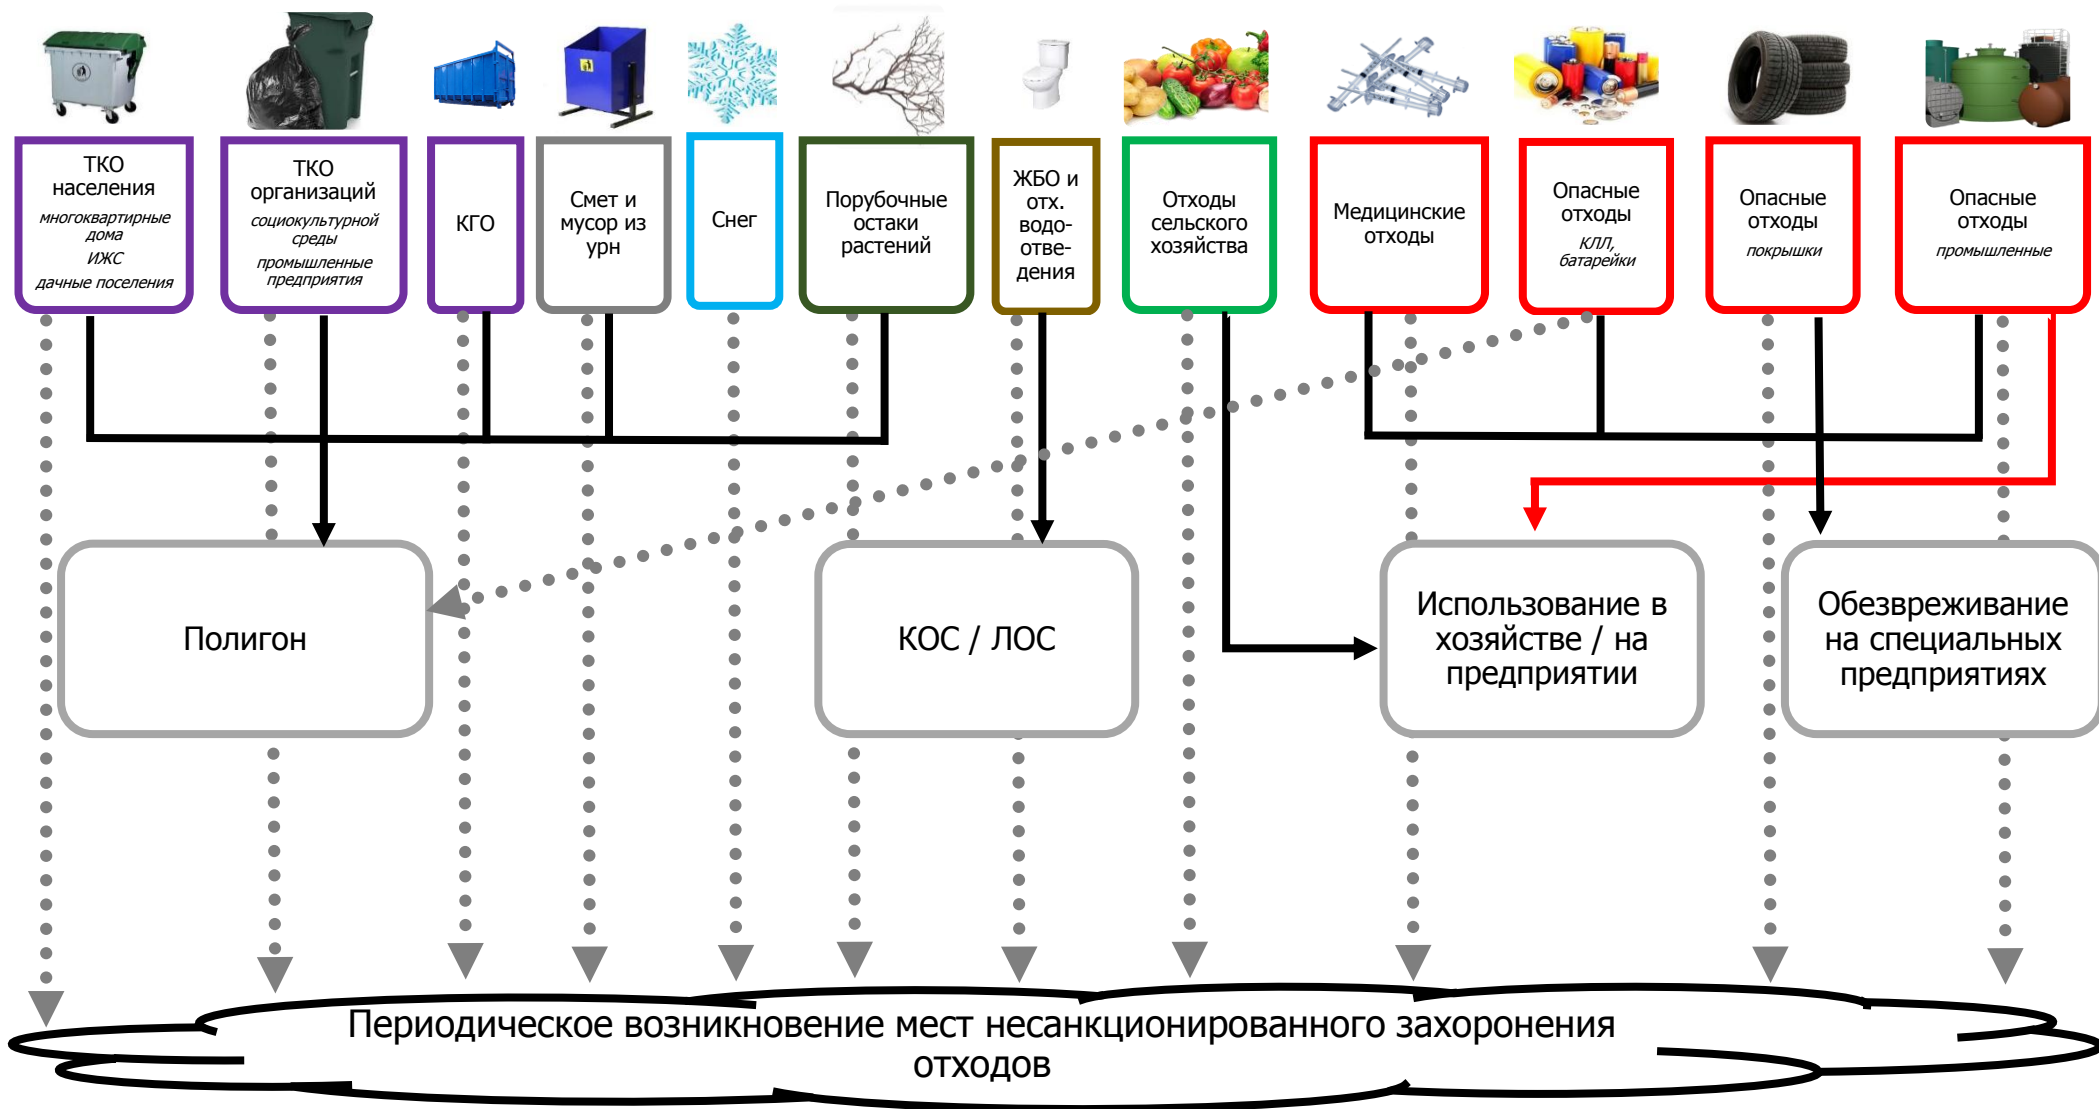 ТКО
населения
многоквартирные
дома
ИЖС
дачные поселения
ТКО
организаций
социокультурной
среды
промышленные
предприятия
КГО
Смет и
мусор из
урн
Снег
Порубочные
остаки
растений
ЖБО и
отх.
водо-
отве-
дения
Отходы
сельского
хозяйства
Медицинские
отходы
Опасные
отходы
КЛЛ,
батарейки
Опасные
отходы
покрышки
Опасные
отходы
промышленные
Полигон
КОС / ЛОС
Использование в
хозяйстве / на
предприятии
Обезвреживание
на специальных
предприятиях
Периодическое возникновение мест несанкционированного захоронения
отходов